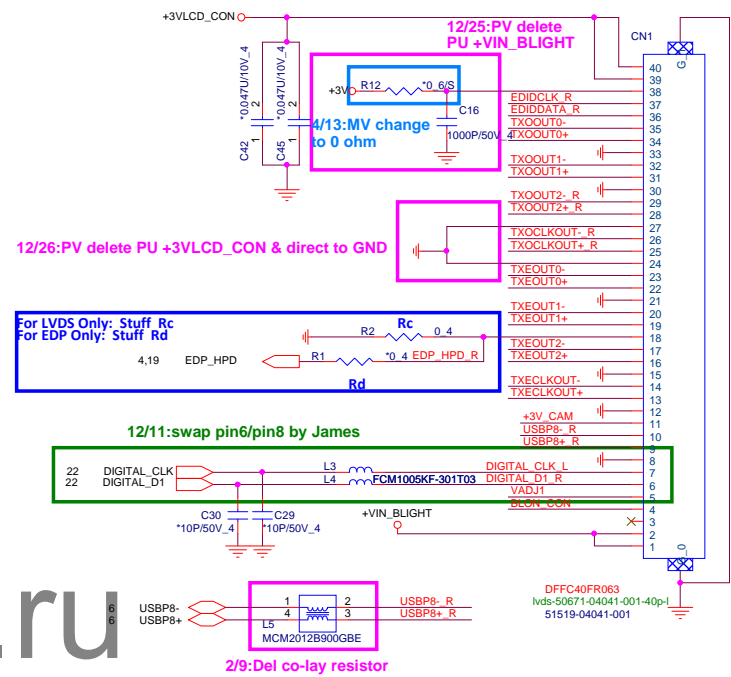 +3VLCD_CON
12/25:PV delete
PU +VIN_BLIGHT
CN1
G_
40
39
38
37
36
35
34
33
32
31
30
29
28
27
26
25
24
23
22
21
20
19
18
17
16
15
14
13
12
11
10
9
8
7
6
5
4
3
2
1
G_0
*0.047U/10V_4
*0.047U/10V_4
2
1
2
1
C42
C45
+3V
R12
*0_6/S
C16
1000P/50V_4
4/13:MV change
to 0 ohm
EDIDCLK_R
EDIDDATA_R
TXOOUT0-
TXOOUT0+
TXOOUT1-
TXOOUT1+
TXOOUT2-_R
TXOOUT2+_R
TXOCLKOUT-_R
TXOCLKOUT+_R
12/26:PV delete PU +3VLCD_CON & direct to GND
TXEOUT0-
TXEOUT0+
TXEOUT1-
TXEOUT1+
For LVDS Only: Stuff Rc
For EDP Only: Stuff Rd
Rc
R2
0_4
4,19
EDP_HPD
R1
*0_4
EDP_HPD_R
Rd
TXEOUT2-
TXEOUT2+
TXECLKOUT-
TXECLKOUT+
+3V_CAM
USBP8-_R
USBP8+_R
12/11:swap pin6/pin8 by James
22
DIGITAL_CLK
L3
DIGITAL_CLK_L
22
DIGITAL_D1
L4
FCM1005KF-301T03
DIGITAL_D1_R
VADJ1
BLON_CON
C30
C29
*10P/50V_4
*10P/50V_4
+VIN_BLIGHT
DFFC40FR063
lvds-50671-04041-001-40p-l
51519-04041-001
6
USBP8-
1
2
USBP8-_R
6
USBP8+
4
3
USBP8+_R
L5
MCM2012B900GBE
2/9:Del co-lay resistor
.ru